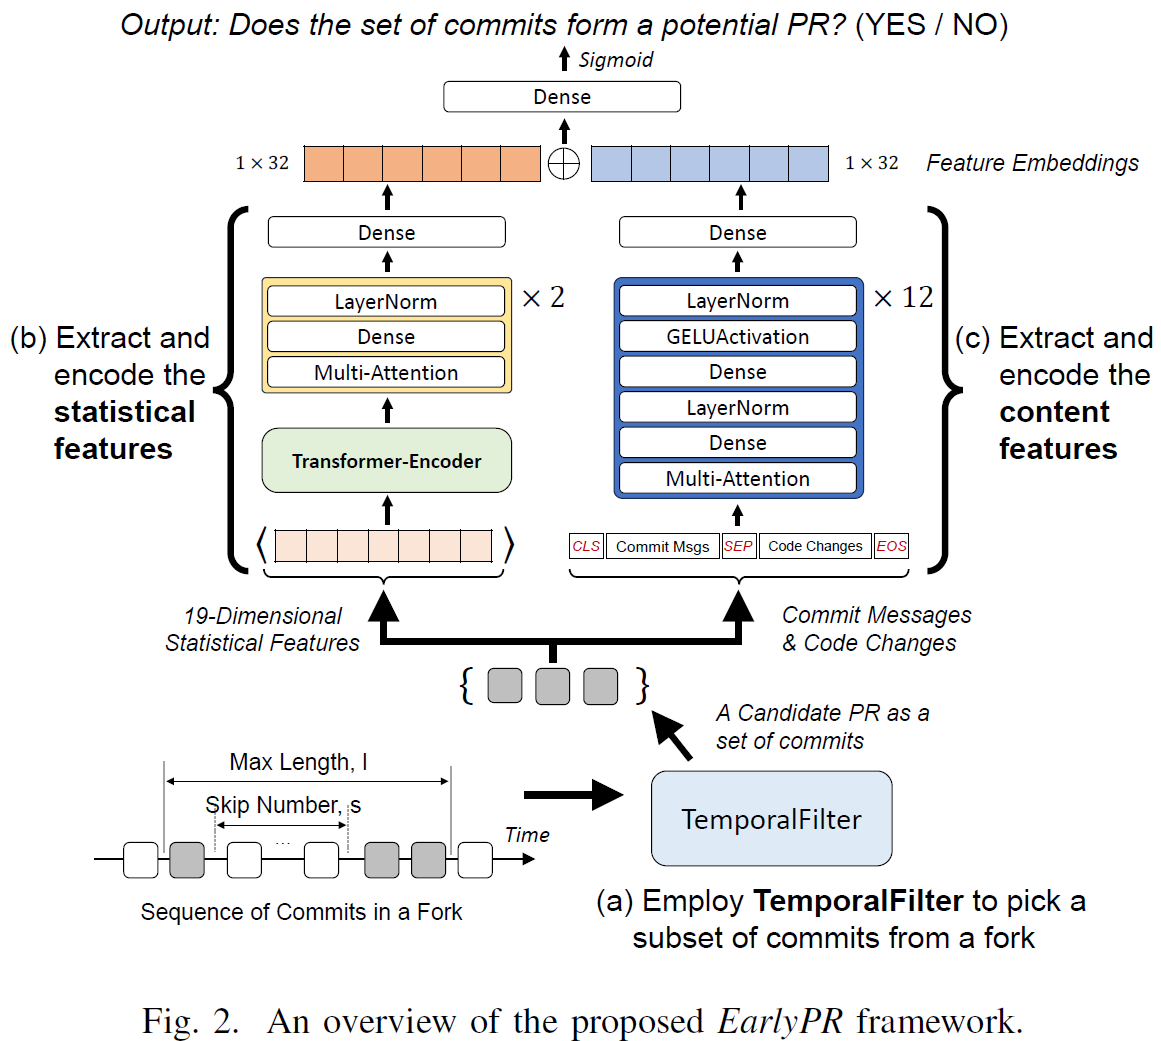 Output: Does the set of commits form a potential PR? (YES / NO)
Sigmoid
Dense
1 × 32
1 × 32
Feature Embeddings
Dense
LayerNorm
Dense
Multi-Attention
× 2
Transformer-Encoder
(b) Extract and
encode the
statistical
features
Dense
LayerNorm
GELUActivation
Dense
LayerNorm
Dense
Multi-Attention
× 12
(c) Extract and
encode the
content
features
⟨ ⟩
CLS Commit Msgs SEP Code Changes EOS
19-Dimensional
Statistical Features
Commit Messages
& Code Changes
{ }
A Candidate PR as a
set of commits
Max Length, l
Skip Number, s
...
Time
Sequence of Commits in a Fork
TemporalFilter
(a) Employ TemporalFilter to pick a
subset of commits from a fork
Fig. 2. An overview of the proposed EarlyPR framework.